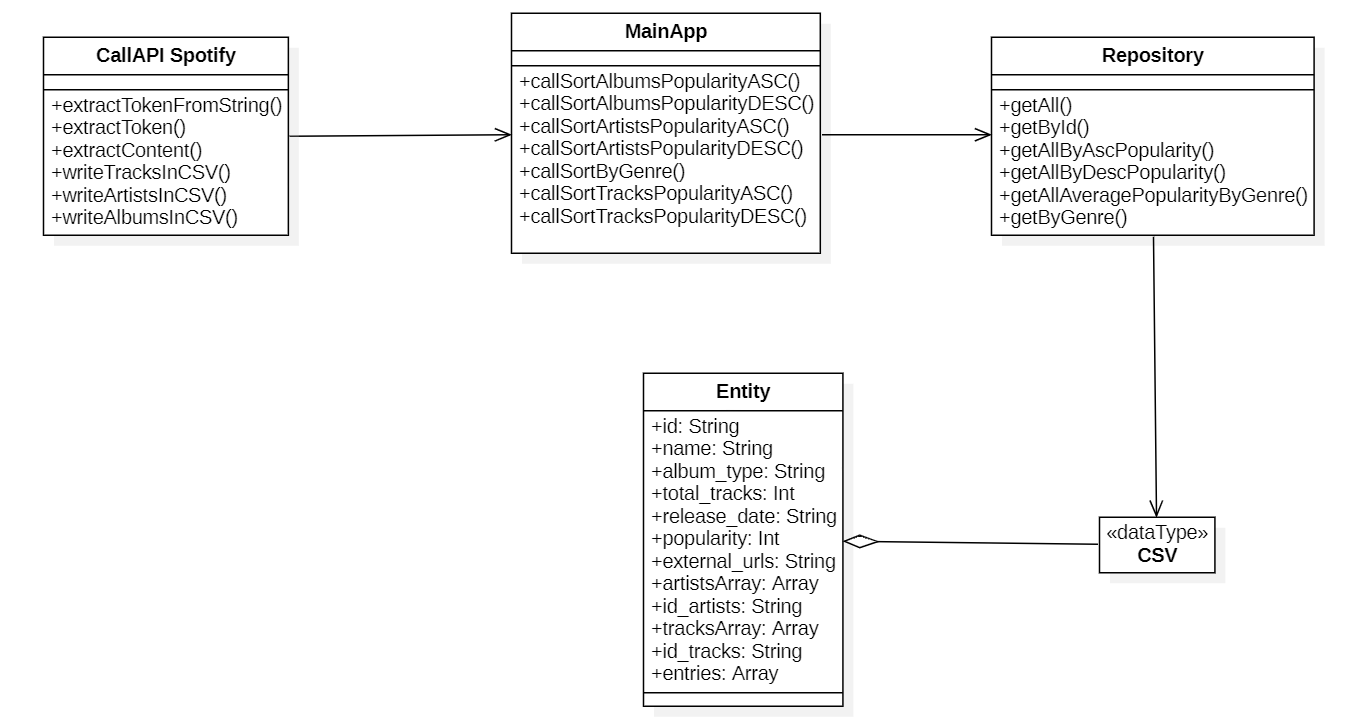 CallAPI Spotify
+extractTokenFromString()
+extractToken()
+extractContent()
+writeTracksInCSV()
+writeArtistsInCSV()
+writeAlbumsInCSV()
MainApp
+callSortAlbumsPopularityASC()
+callSortAlbumsPopularityDESC()
+callSortArtistsPopularityASC()
+callSortArtistsPopularityDESC()
+callSortByGenre()
+callSortTracksPopularityASC()
+callSortTracksPopularityDESC()
Repository
+getAll()
+getById()
+getAllByAscPopularity()
+getAllByDescPopularity()
+getAllAveragePopularityByGenre()
+getByGenre()
Entity
+id: String
+name: String
+album_type: String
+total_tracks: Int
+release_date: String
+popularity: Int
+external_urls: String
+artistsArray: Array
+id_artists: String
+tracksArray: Array
+id_tracks: String
+entries: Array
«dataType»
CSV